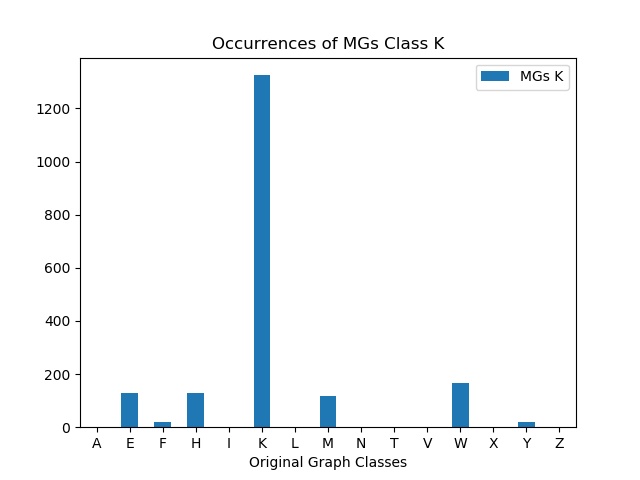 Occurrences of MGs Class K
MGs K
1200
1000
800
600
400
200
0
A E F H I K L M N T V W X Y Z
Original Graph Classes